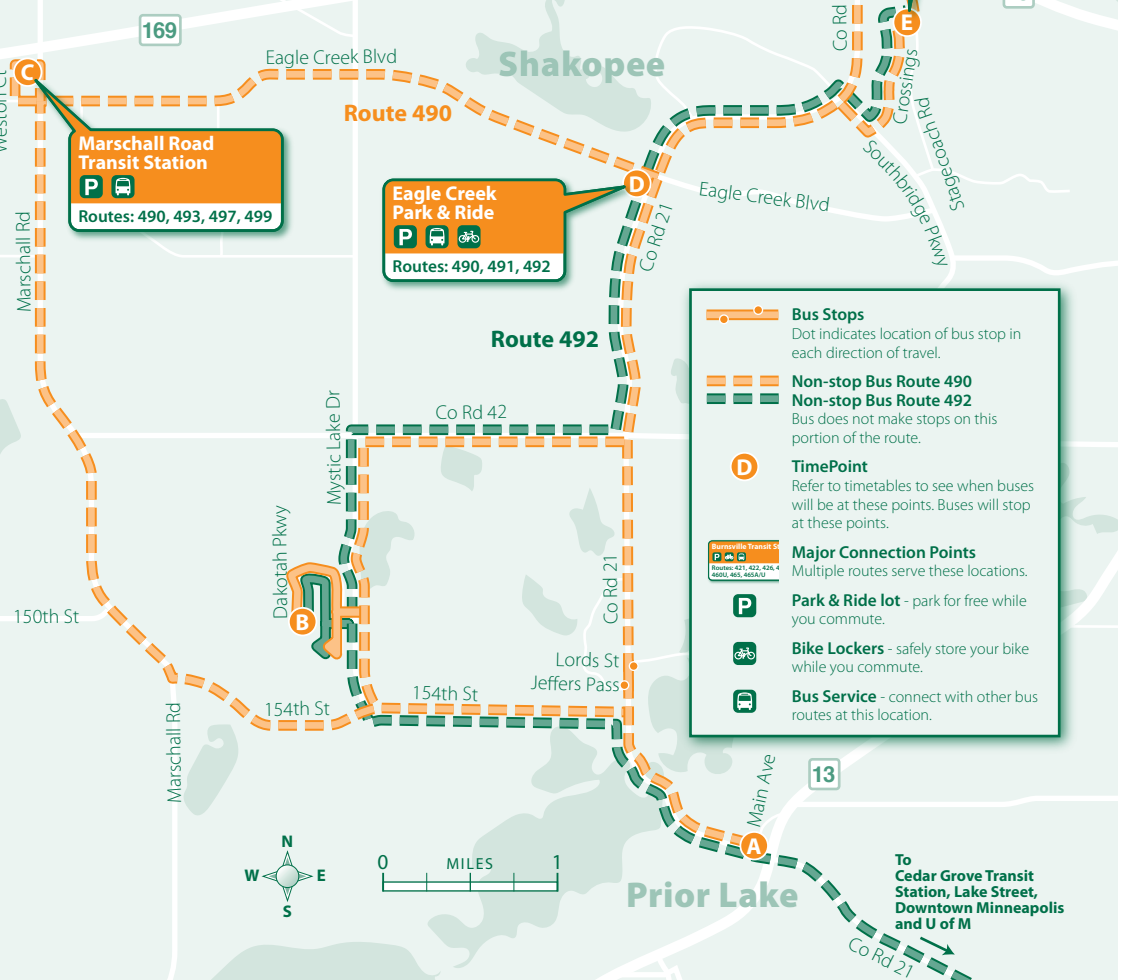 169
Co Rd
E
C
Eagle Creek Blvd
Shakopee
Crossings
Route 490
Stagecoach Rd
Marschall Road
Transit Station
P
Routes: 490, 493, 497, 499
Southbridge Pkwy
D
Eagle Creek Blvd
Eagle Creek
Park & Ride
P
Routes: 490, 491, 492
Co Rd 21
Marschall Rd
Route 492
Bus Stops
Dot indicates location of bus stop in
each direction of travel.
Non-stop Bus Route 490
Non-stop Bus Route 492
Bus does not make stops on this
portion of the route.
D
TimePoint
Refer to timetables to see when buses
will be at these points. Buses will stop
at these points.
Burnsville Transit
P
Routes: 421, 422, 426,
460U, 465, 465A/U
Major Connection Points
Multiple routes serve these locations.
P
Park & Ride lot - park for free while
you commute.
Bike Lockers - safely store your bike
while you commute.
Bus Service - connect with other bus
routes at this location.
Co Rd 42
Mystic Lake Dr
Dakotah Pkwy
B
Co Rd 21
150th St
Lords St
Jeffers Pass
154th St
154th St
Marschall Rd
Main Ave
13
A
N
W
E
S
0
MILES
1
Prior Lake
To
Cedar Grove Transit
Station, Lake Street,
Downtown Minneapolis
and U of M
Co Rd 21